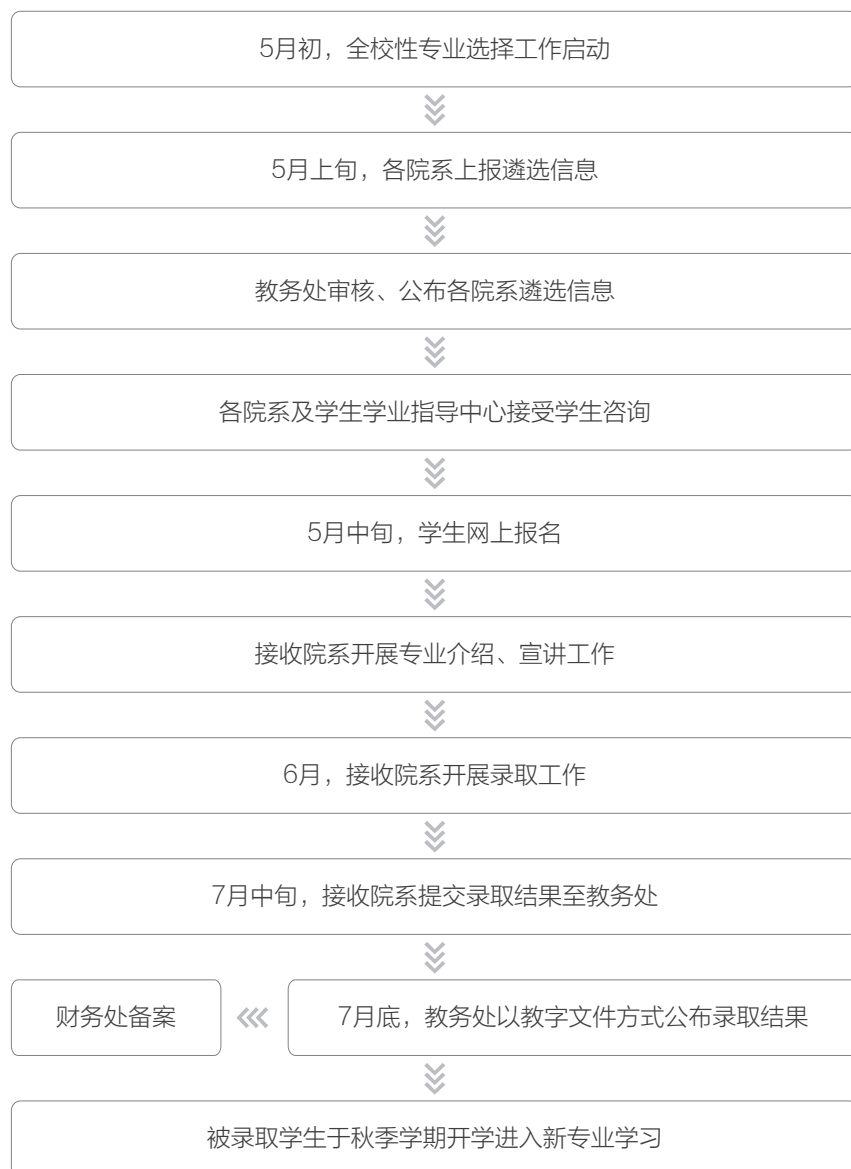 5月初，全校性专业选择工作启动
5月上旬，各院系上报遴选信息
教务处审核、公布各院系遴选信息
各院系及学生学业指导中心接受学生咨询
5月中旬，学生网上报名
接收院系开展专业介绍、宣讲工作
6月，接收院系开展录取工作
7月中旬，接收院系提交录取结果至教务处
财务处备案
7月底，教务处以教字文件方式公布录取结果
被录取学生于秋季学期开学进入新专业学习